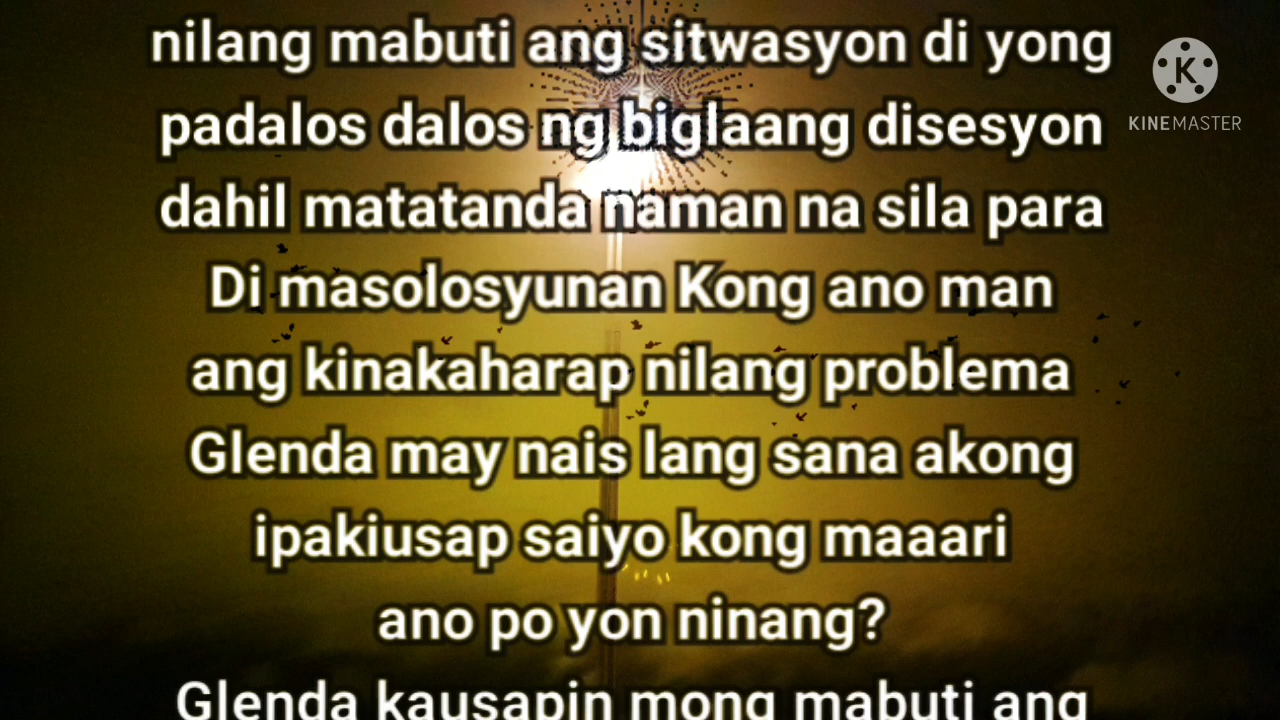 nilang mabuti ang sitwasyon di yong
padalos dalos ng biglaang disesyon
dahil matatanda naman na sila para
Di masolosyunan Kong ano man
ang kinakaharap nilang problema
Glenda may nais lang sana akong
ipakiusap saiyo kong maaari
ano po yon ninang?
Glenda kausapin mong mabuti ang
K
KINEMASTER